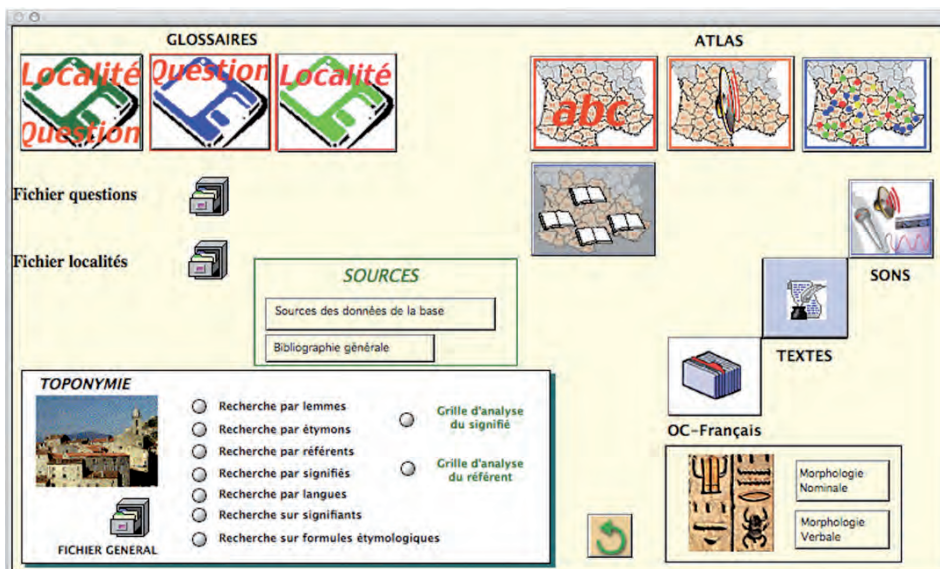 GLOSSAIRES
ATLAS
Localité
Question
Question
Localité
abc
Fichier questions
Fichier localités
SOURCES
Sources des données de la base
Bibliographie générale
SONS
TEXTES
OC-Français
TOPONYMIE
Recherche par lemmes
Recherche par étymons
Recherche par référents
Recherche par signifiés
Recherche par langues
Recherche sur signifiants
Recherche sur formules étymologiques
Grille d'analyse
du signifié
Grille d'analyse
du référent
FICHIER GENERAL
Morphologie
Nominale
Morphologie
Verbale